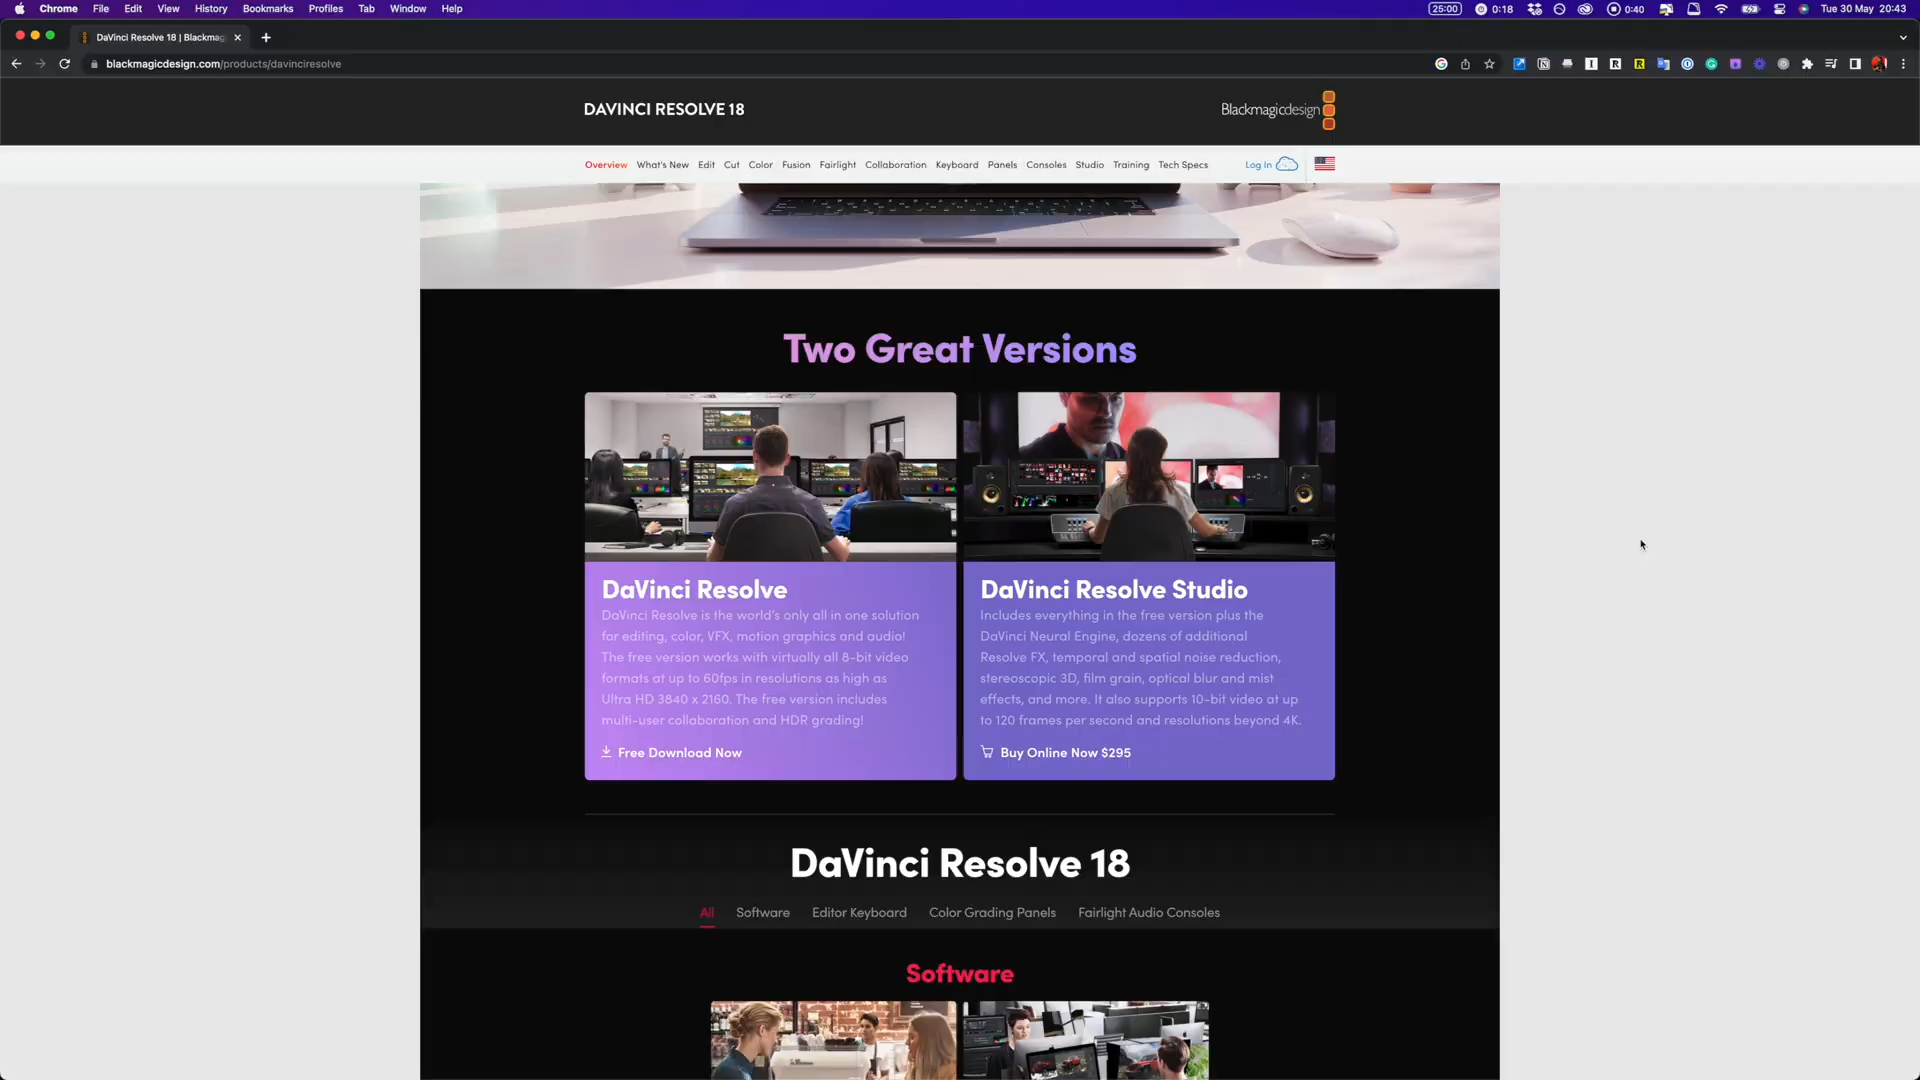 Chrome File Edit View History Bookmarks Profiles Tab Window Help 25:00 0:18 0:40 Tue 30 May 20:43
DaVinci Resolve 18 | Blackmag
blackmagicdesign.com/products/davinciresolve
DAVINCI RESOLVE 18
Blackmagicdesign
Overview What's New Edit Cut Color Fusion Fairlight Collaboration Keyboard Panels Consoles Studio Training Tech Specs Log In
Two Great Versions
DaVinci Resolve
DaVinci Resolve is the world's only all in one solution
for editing, color, VFX, motion graphics and audio!
The free version works with virtually all 8-bit video
formats at up to 60fps in resolutions as high as
Ultra HD 3840 x 2160. The free version includes
multi-user collaboration and HDR grading!
Free Download Now
DaVinci Resolve Studio
Includes everything in the free version plus the
DaVinci Neural Engine, dozens of additional
Resolve FX, temporal and spatial noise reduction,
stereoscopic 3D, film grain, optical blur and mist
effects, and more. It also supports 10-bit video at up
to 120 frames per second and resolutions beyond 4K.
Buy Online Now $295
DaVinci Resolve 18
All Software Editor Keyboard Color Grading Panels Fairlight Audio Consoles
Software